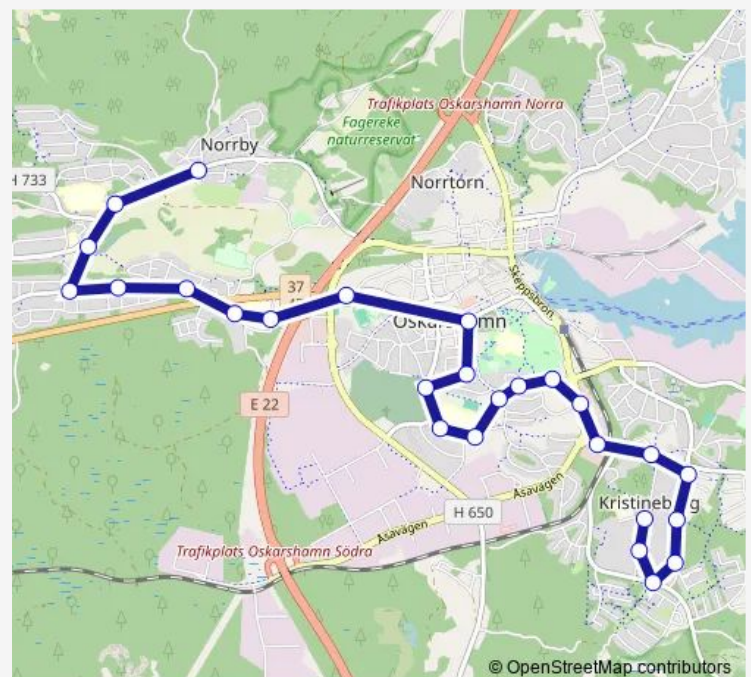 Trafikplats Oskarshamn Norra
Fagereke
naturreservat
Norrby
H 733
Norrtorn
Skeppsbron
37
E 22
Åsavägen
H 650
Åsavägen
Trafikplats Oskarshamn Södra
© OpenStreetMap contributors